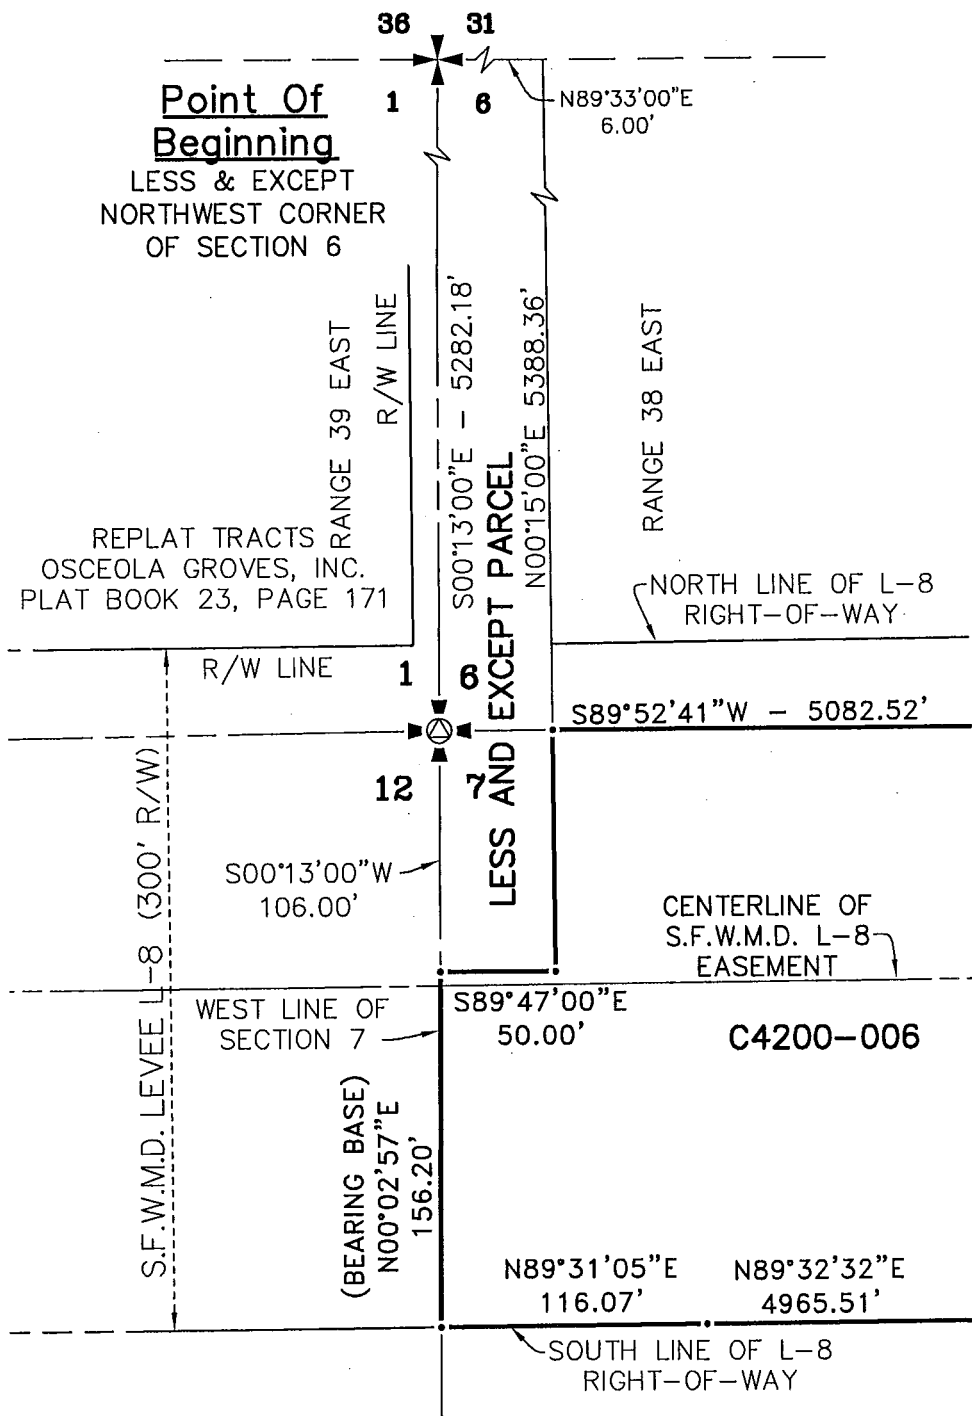 36 31
1 6
N89°33'00"E
6.00'
Point Of
Beginning
LESS & EXCEPT
NORTHWEST CORNER
OF SECTION 6
R/W LINE
RANGE 39 EAST
S00°13'00"E - 5282.18'
N00°15'00"E 5388.36'
RANGE 38 EAST
LESS AND EXCEPT PARCEL
REPLAT TRACTS
OSCEOLA GROVES, INC.
PLAT BOOK 23, PAGE 171
NORTH LINE OF L-8
RIGHT-OF-WAY
R/W LINE
1 6
S89°52'41"W - 5082.52'
12 7
S.F.W.M.D. LEVEE L-8 (300' R/W)
S00°13'00"W
106.00'
CENTERLINE OF
S.F.W.M.D. L-8
EASEMENT
WEST LINE OF
SECTION 7
S89°47'00"E
50.00'
C4200-006
(BEARING BASE)
N00°02'57"E
156.20'
N89°31'05"E
116.07'
N89°32'32"E
4965.51'
SOUTH LINE OF L-8
RIGHT-OF-WAY